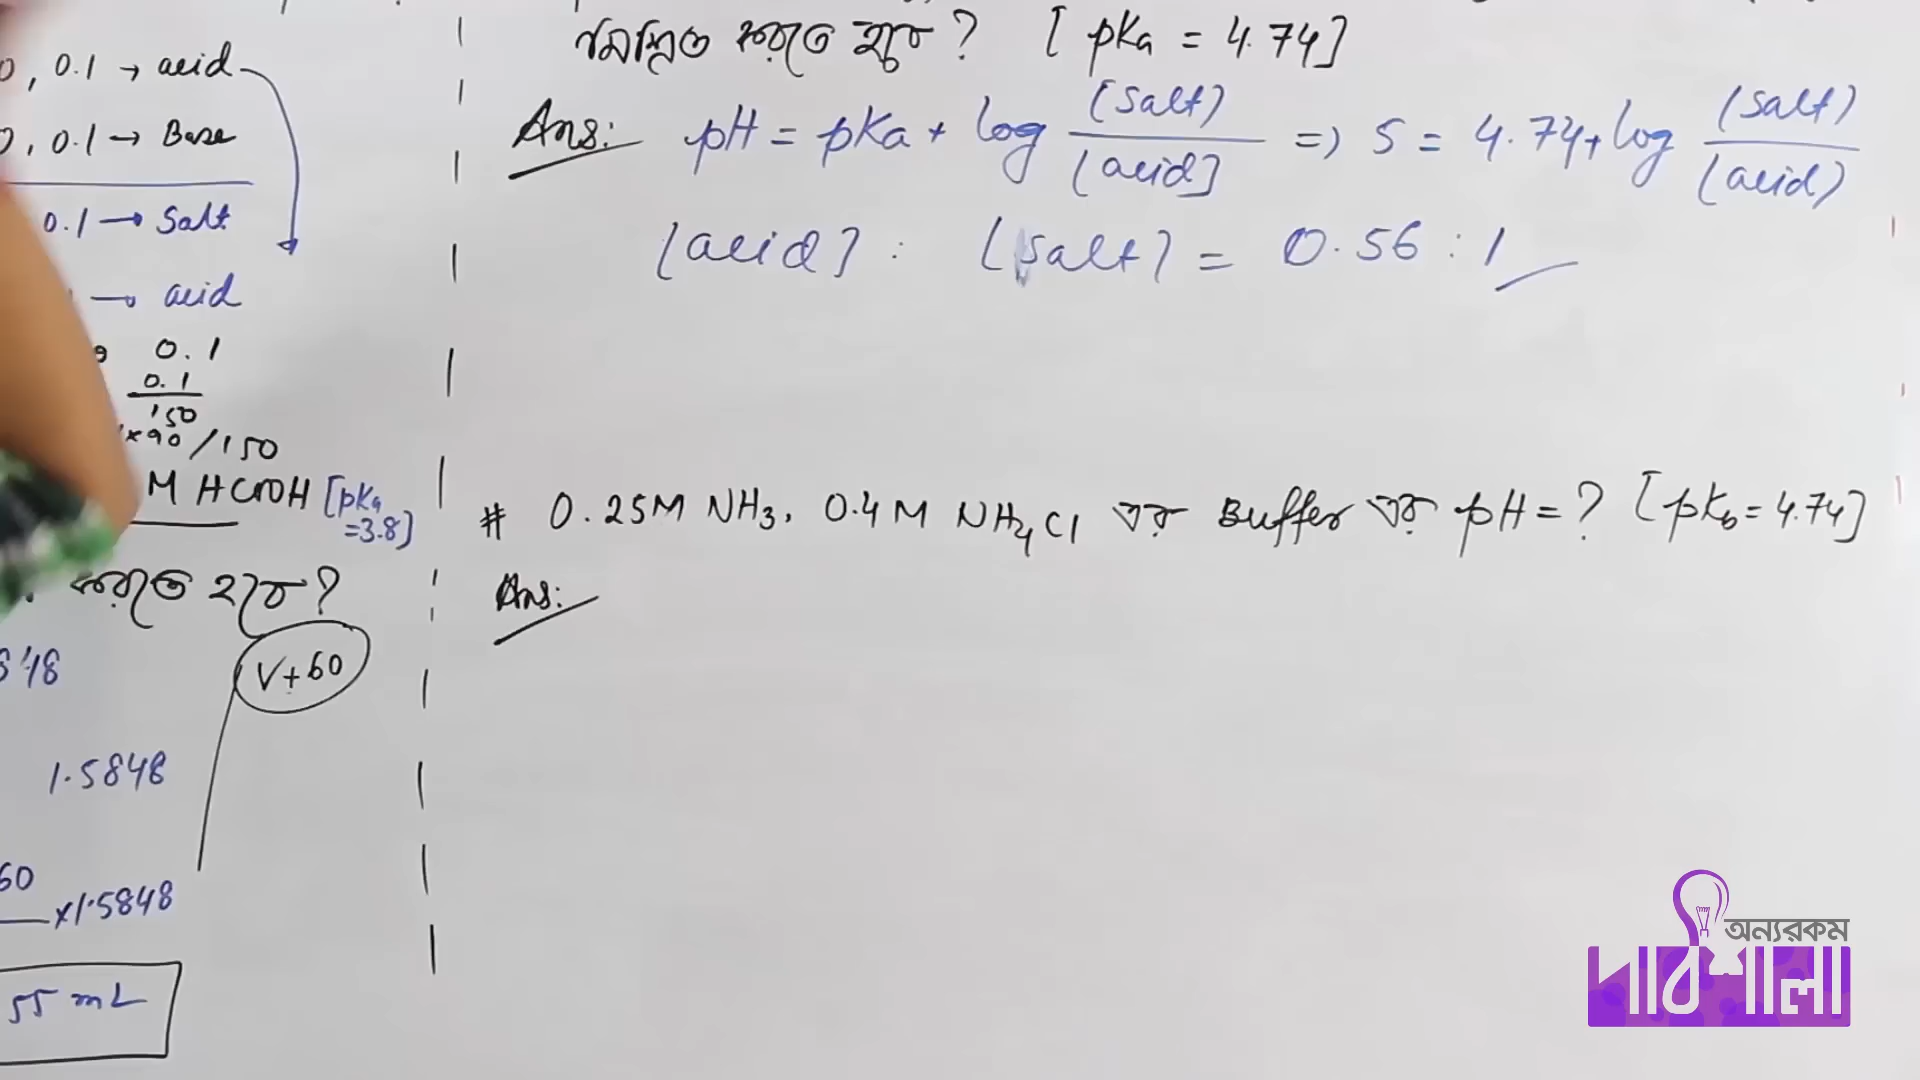 0, 0.1 → acid
0, 0.1 → Base
0.1 → Salt
→ acid
0.1
0.1
150
×90/150
M HCOOH [pKa
=3.8]
করতে হবে?
V+60
1.5848
60
×1.5848
55 mL
মিশ্রিত করতে হবে? [pKa = 4.74]
Ans: pH = pKa + log [salt]/[acid] => 5 = 4.74+log [salt]/[acid]
[acid] : [salt] = 0.56 : 1
# 0.25M NH3, 0.4M NH4Cl এর Buffer এর pH=? [pKb=4.74]
Ans:
অন্যরকম
পাঠশালা